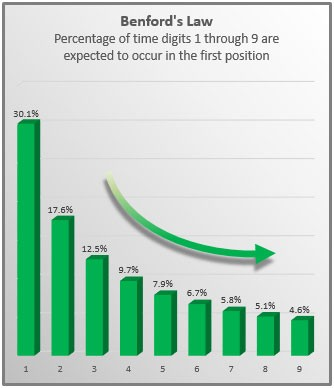 Benford's Law
Percentage of time digits 1 through 9 are
expected to occur in the first position
30.1%
17.6%
12.5%
9.7%
7.9%
6.7%
5.8%
5.1%
4.6%
1 2 3 4 5 6 7 8 9